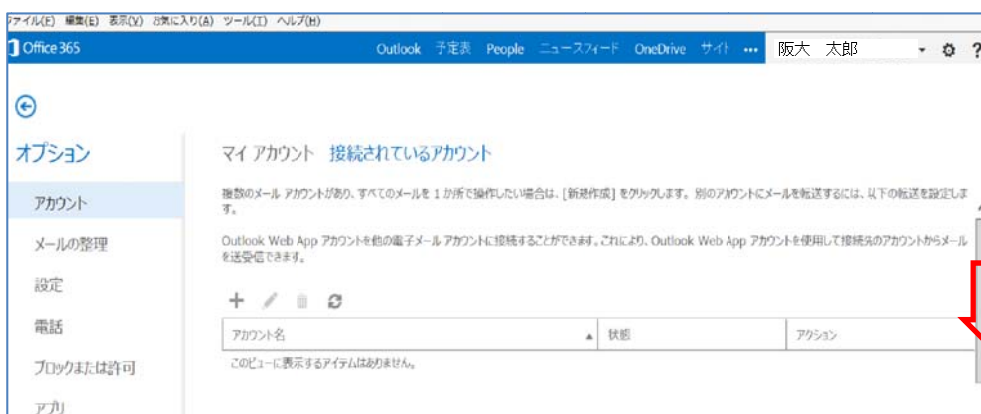 ファイル(F) 編集(E) 表示(V) お気に入り(A) ツール(T) ヘルプ(H)
Office 365 Outlook 予定表 People ニュースフィード OneDrive サイト ••• 阪大 太郎 ?
オプション
マイ アカウント 接続されているアカウント
アカウント
複数のメール アカウントがあり、すべてのメールを 1 か所で操作したい場合は、[新規作成] をクリックします。別のアカウントにメールを転送するには、以下の転送を設定しま
す。
メールの整理
Outlook Web App アカウントを他の電子メール アカウントに接続することができます。これにより、Outlook Web App アカウントを使用して接続先のアカウントからメール
を送受信できます。
設定
電話
アカウント名 状態 アクション
ブロックまたは許可
このビューに表示するアイテムはありません。
アプリ